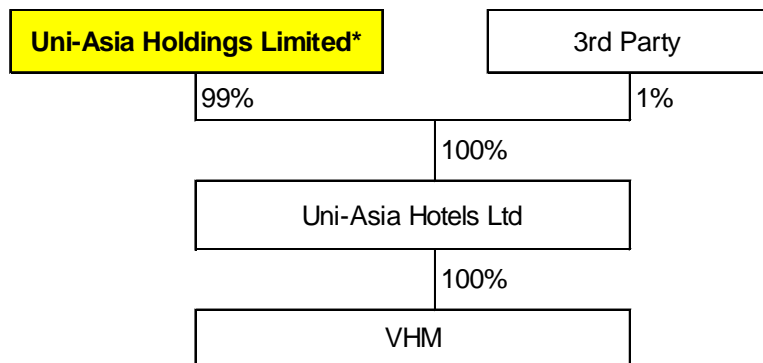 Uni-Asia Holdings Limited*
3rd Party
99%
1%
100%
Uni-Asia Hotels Ltd
100%
VHM